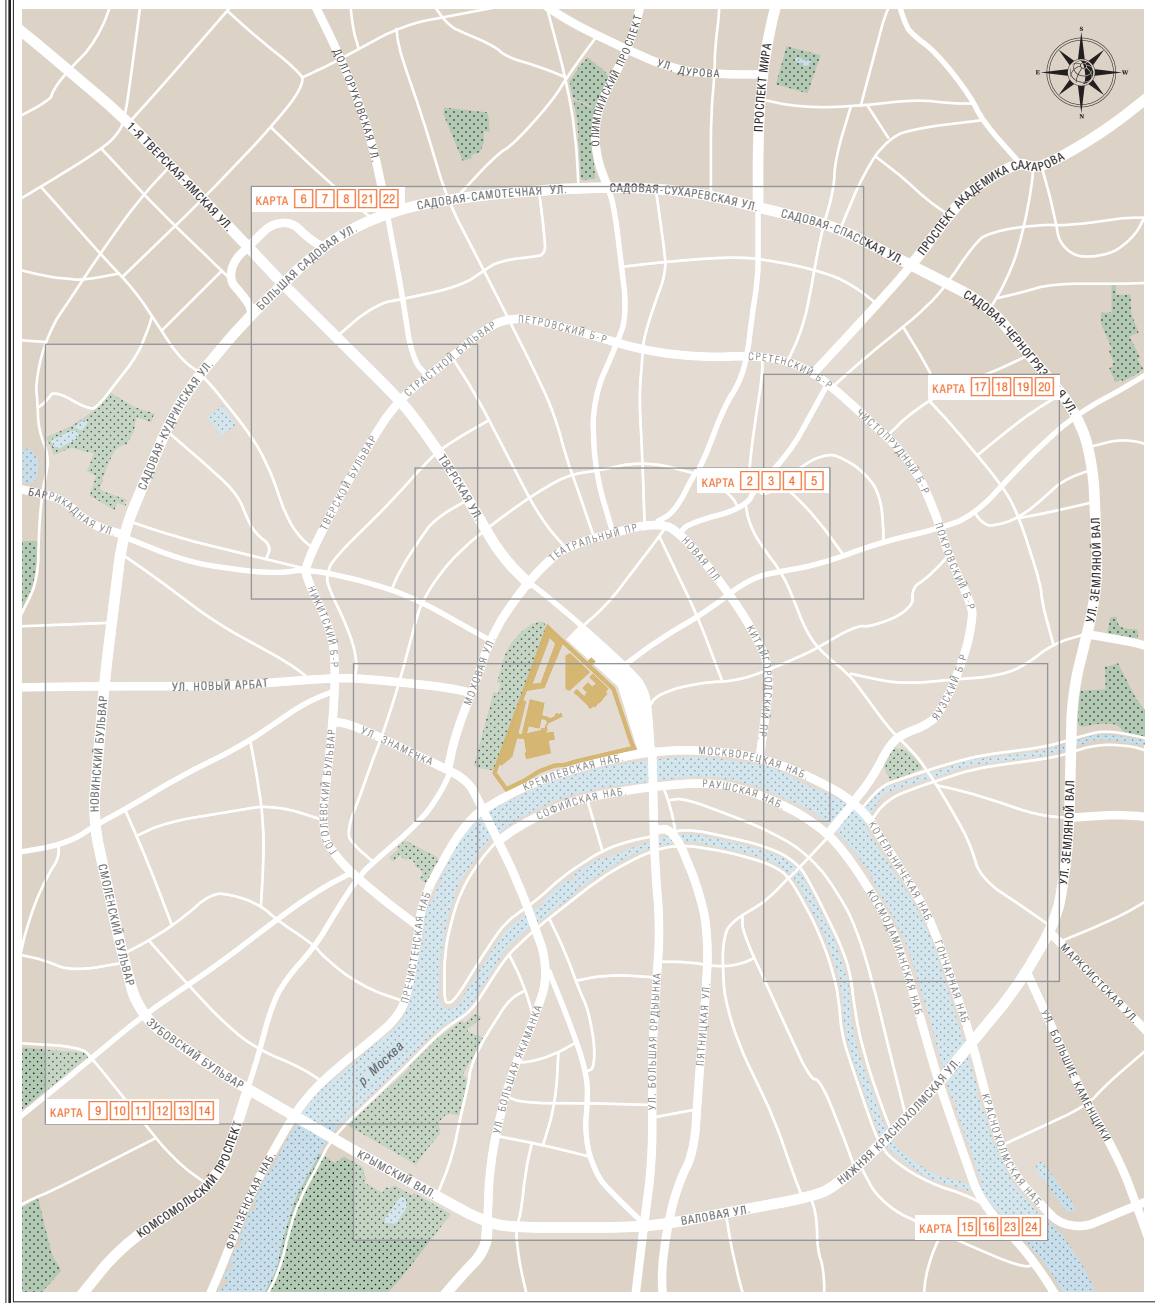 ДОЛГОРУКОВСКАЯ УЛ.
ОЛИМПИЙСКИЙ ПРОСПЕКТ
УЛ. ДУРОВА
ПРОСПЕКТ МИРА
S
E
W
N
1-Я ТВЕРСКАЯ-ЯМСКАЯ УЛ.
ПРОСПЕКТ АКАДЕМИКА САХАРОВА
КАРТА 6 7 8 21 22
САДОВАЯ-САМОТЕЧНАЯ УЛ.
САДОВАЯ-СУХАРЕВСКАЯ УЛ.
САДОВАЯ-СПАССКАЯ УЛ.
БОЛЬШАЯ САДОВАЯ УЛ.
САДОВАЯ-ЧЕРНОГРЯЗ
АЯ УЛ.
ПЕТРОВСКИЙ Б-Р
СТРАСТНОЙ БУЛЬВАР
СРЕТЕНСКИЙ Б-Р
КАРТА 17 18 19 20
САДОВАЯ-КУДРИНСКАЯ УЛ.
ЧИСТОПРУДНЫЙ Б-Р
ТВЕРСКОЙ БУЛЬВАР
ТВЕРСКАЯ УЛ.
КАРТА 2 3 4 5
БАРРИКАДНАЯ УЛ.
ТЕАТРАЛЬНЫЙ ПР.
НОВАЯ ПЛ.
ПОКРОВСКИЙ Б-Р
УЛ. ЗЕМЛЯНОЙ ВАЛ
НИКИТСКИЙ Б-Р
МОХОВАЯ УЛ.
КИТАЙГОРОДСКИЙ ПР.
ЯУЗСКИЙ Б-Р
УЛ. НОВЫЙ АРБАТ
НОВИНСКИЙ БУЛЬВАР
ГОГОЛЕВСКИЙ БУЛЬВАР
УЛ. ЗНАМЕНКА
КРЕМЛЕВСКАЯ НАБ.
МОСКВОРЕЦКАЯ НАБ.
СОФИЙСКАЯ НАБ.
РАУШСКАЯ НАБ.
УЛ. ЗЕМЛЯНОЙ ВАЛ
КОТЕЛЬНИЧЕКАЯ НАБ.
СМОЛЕНСКИЙ БУЛЬВАР
ПРЕЧИСТЕНСКАЯ НАБ.
КОСМОДАМИАНСКАЯ НАБ.
ГОНЧАРНАЯ НАБ.
МАРКСИСТСКАЯ УЛ.
ЗУБОВСКИЙ БУЛЬВАР
р. Москва
УЛ. БОЛЬШАЯ ЯКИМАНКА
УЛ. БОЛЬШАЯ ОРДЫЫНКА
ПЯТНИЦКАЯ УЛ.
УЛ. БОЛЬШИЕ КАМЕНЩИКИ
НИЖНЯЯ КРАСНОХОЛМСКАЯ УЛ.
КРАСНОХОЛМСКАЯ НАБ.
КАРТА 9 10 11 12 13 14
КОМСОМОЛЬСКИЙ ПРОСПЕКТ
ФРУНЗЕНСКАЯ НАБ.
КРЫМСКИЙ ВАЛ.
ВАЛОВАЯ УЛ.
КАРТА 15 16 23 24